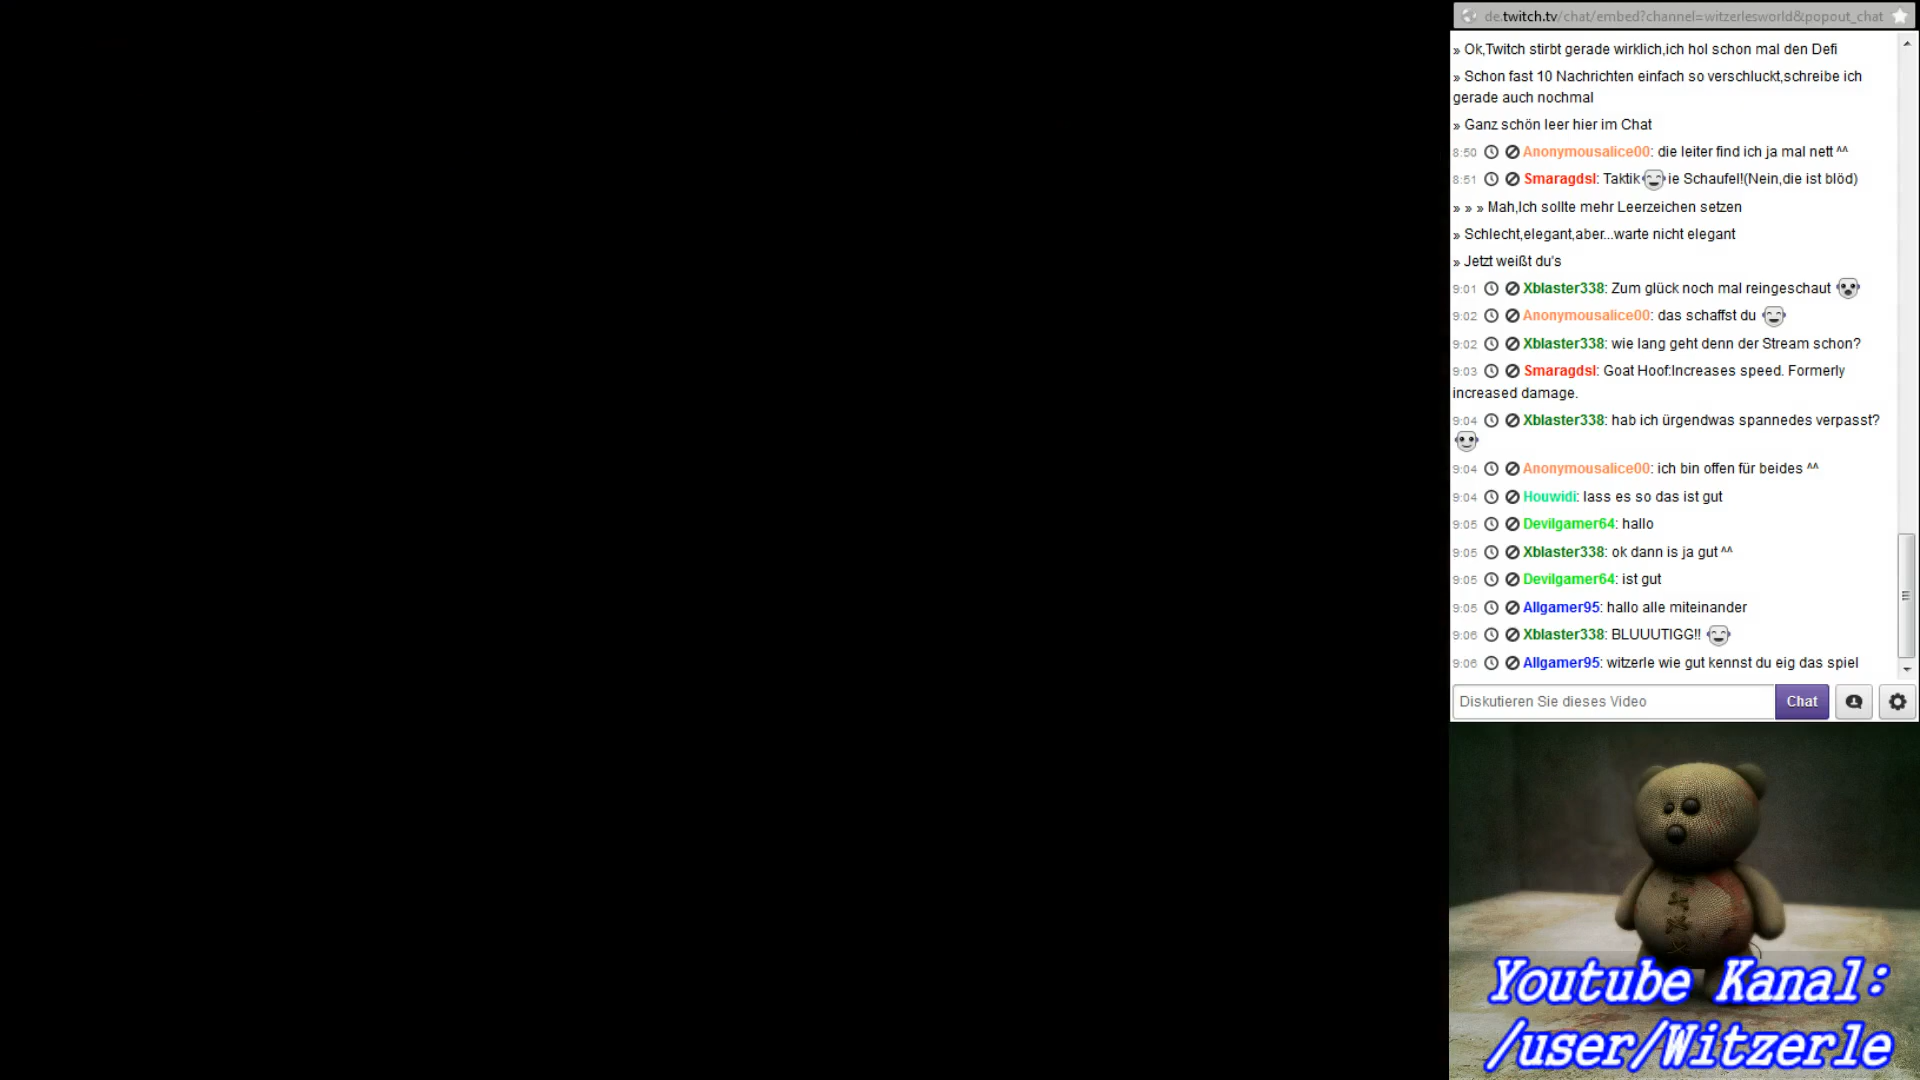 de.twitch.tv/chat/embed?channel=witzerlesworld&popout_chat
» Ok,Twitch stirbt gerade wirklich,ich hol schon mal den Defi
» Schon fast 10 Nachrichten einfach so verschluckt,schreibe ich
gerade auch nochmal
» Ganz schön leer hier im Chat
8:50 Anonymousalice00: die leiter find ich ja mal nett ^^
8:51 Smaragdsl: Taktik ie Schaufel!(Nein,die ist blöd)
» » » Mah,Ich sollte mehr Leerzeichen setzen
» Schlecht,elegant,aber...warte nicht elegant
» Jetzt weißt du's
9:01 Xblaster338: Zum glück noch mal reingeschaut
9:02 Anonymousalice00: das schaffst du
9:02 Xblaster338: wie lang geht denn der Stream schon?
9:03 Smaragdsl: Goat Hoof:Increases speed. Formerly
increased damage.
9:04 Xblaster338: hab ich ürgendwas spannedes verpasst?
9:04 Anonymousalice00: ich bin offen für beides ^^
9:04 Houwidi: lass es so das ist gut
9:05 Devilgamer64: hallo
9:05 Xblaster338: ok dann is ja gut ^^
9:05 Devilgamer64: ist gut
9:05 Allgamer95: hallo alle miteinander
9:06 Xblaster338: BLUUUTIGG!!
9:06 Allgamer95: witzerle wie gut kennst du eig das spiel
Diskutieren Sie dieses Video
Chat
Youtube Kanal:
/user/Witzerle